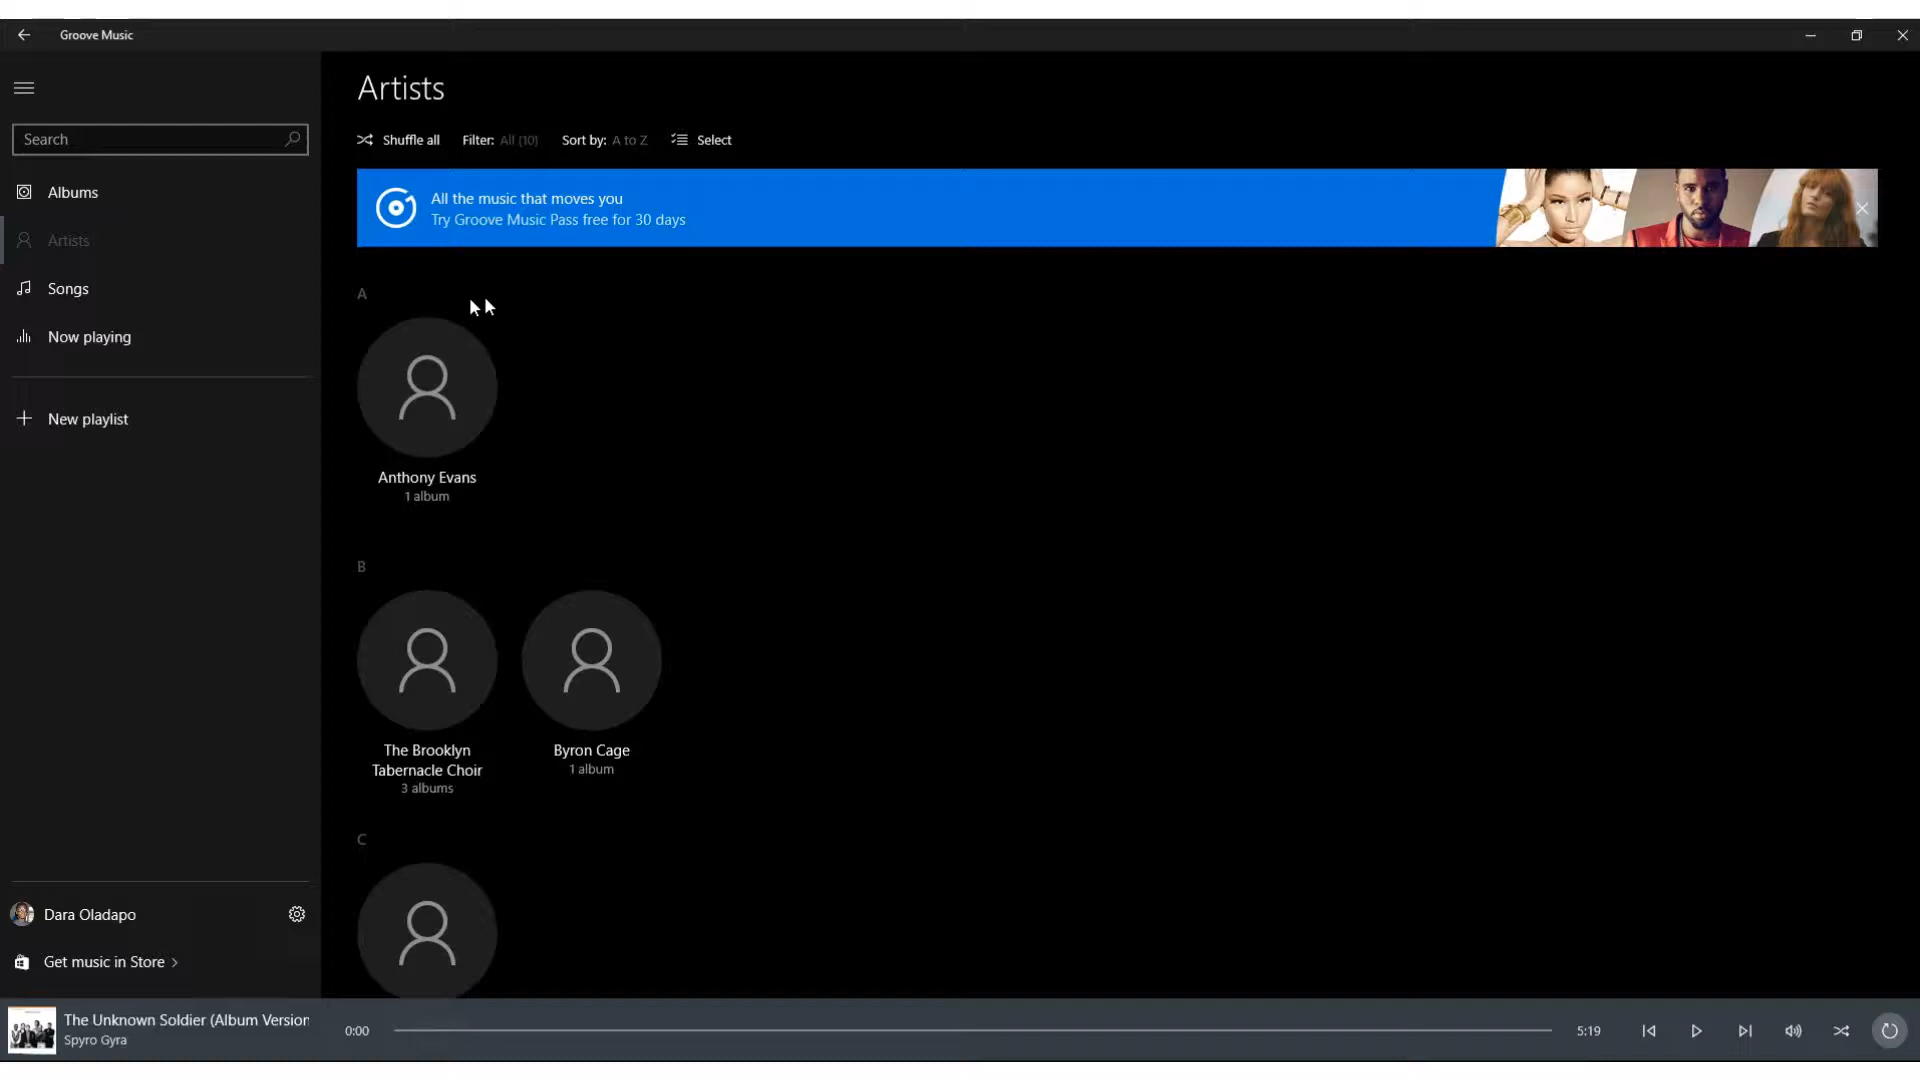 Groove Music
Search
Albums
Artists
Songs
Now playing
New playlist
Dara Oladapo
Get music in Store
Artists
Shuffle all Filter: All (10) Sort by: A to Z Select
All the music that moves you
Try Groove Music Pass free for 30 days
A
Anthony Evans
1 album
B
The Brooklyn
Tabernacle Choir
3 albums
Byron Cage
1 album
C
The Unknown Soldier (Album Version
Spyro Gyra
0:00
5:19